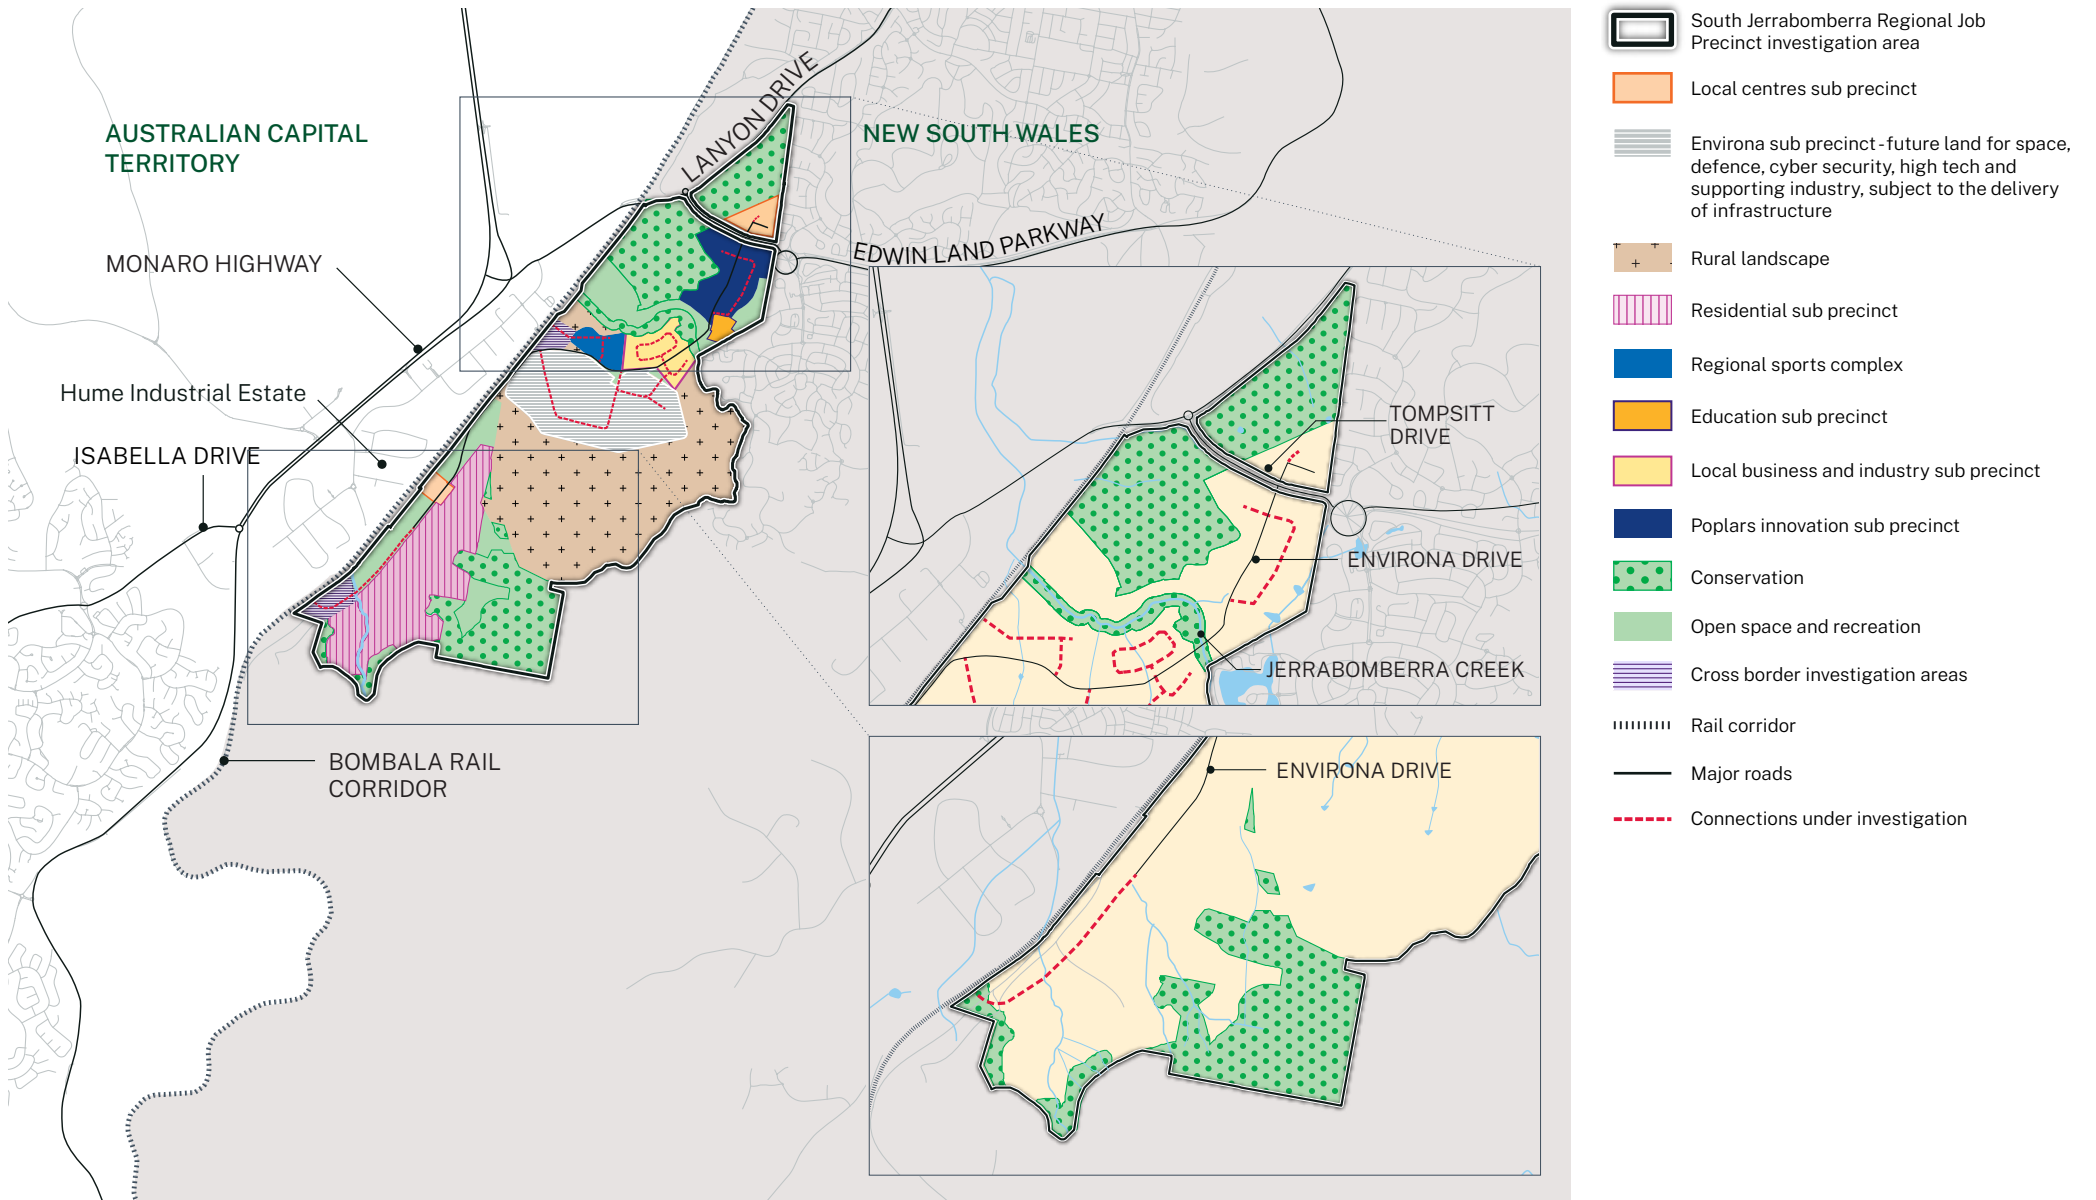 AUSTRALIAN CAPITAL
TERRITORY
LANYON DRIVE
NEW SOUTH WALES
MONARO HIGHWAY
EDWIN LAND PARKWAY
Hume Industrial Estate
ISABELLA DRIVE
BOMBALA RAIL
CORRIDOR
TOMPSITT
DRIVE
ENVIRONA DRIVE
JERRABOMBERRA CREEK
ENVIRONA DRIVE
South Jerrabomberra Regional Job
Precinct investigation area
Local centres sub precinct
Environa sub precinct - future land for space,
defence, cyber security, high tech and
supporting industry, subject to the delivery
of infrastructure
Rural landscape
Residential sub precinct
Regional sports complex
Education sub precinct
Local business and industry sub precinct
Poplars innovation sub precinct
Conservation
Open space and recreation
Cross border investigation areas
Rail corridor
Major roads
Connections under investigation